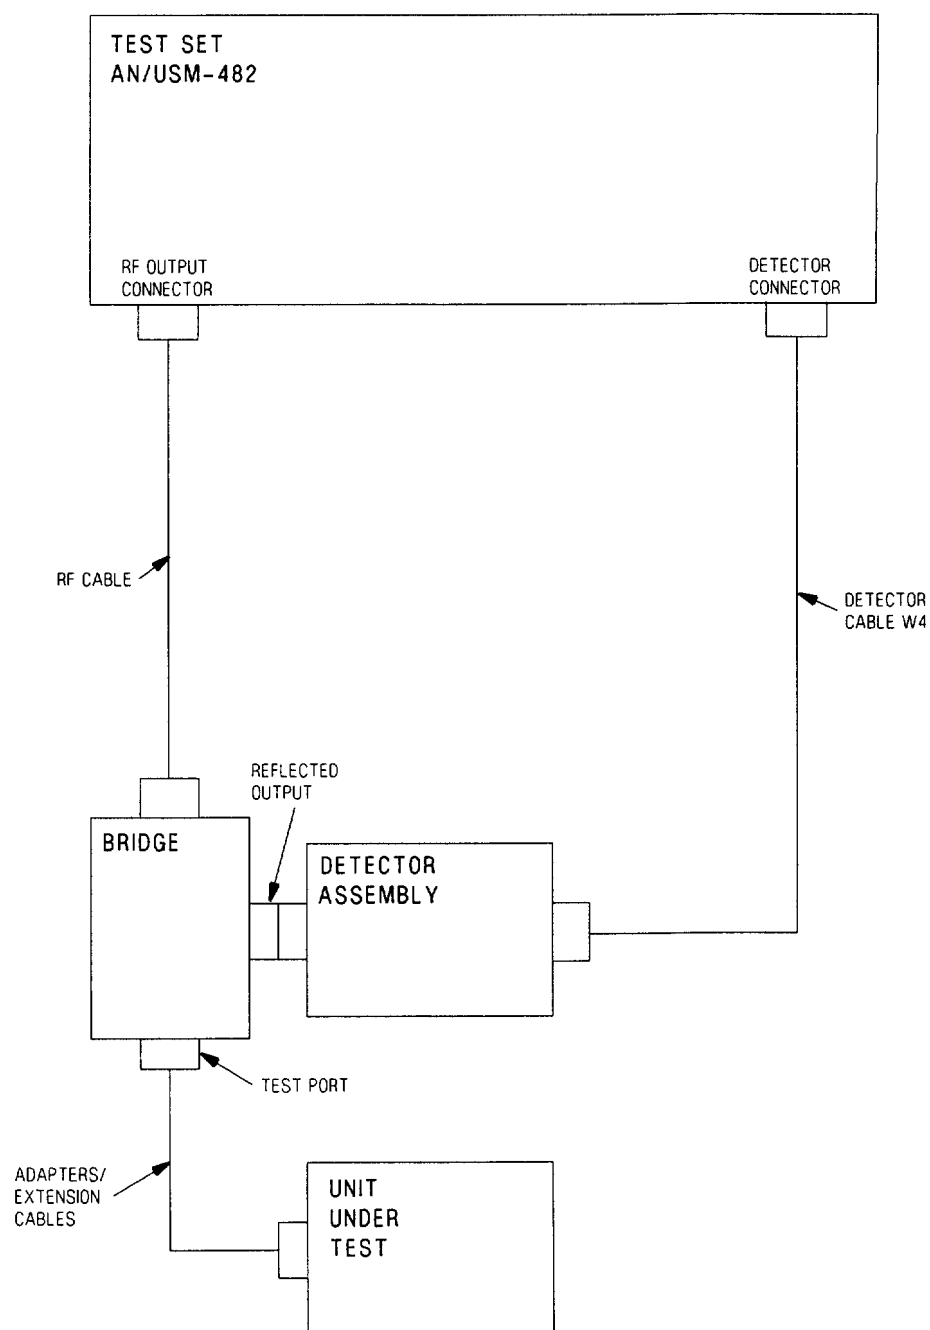 TEST SET
AN/USM-482
RF OUTPUT
CONNECTOR
DETECTOR
CONNECTOR
RF CABLE
DETECTOR
CABLE W4
REFLECTED
OUTPUT
BRIDGE
DETECTOR
ASSEMBLY
TEST PORT
ADAPTERS/
EXTENSION
CABLES
UNIT
UNDER
TEST